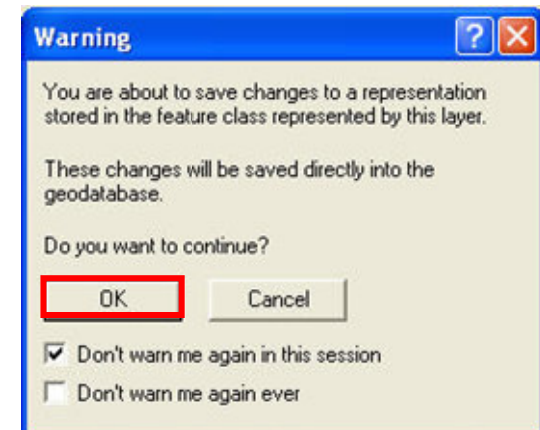 Warning
You are about to save changes to a representation
stored in the feature class represented by this layer.
These changes will be saved directly into the
geodatabase.
Do you want to continue?
OK Cancel
Don't warn me again in this session
Don't warn me again ever